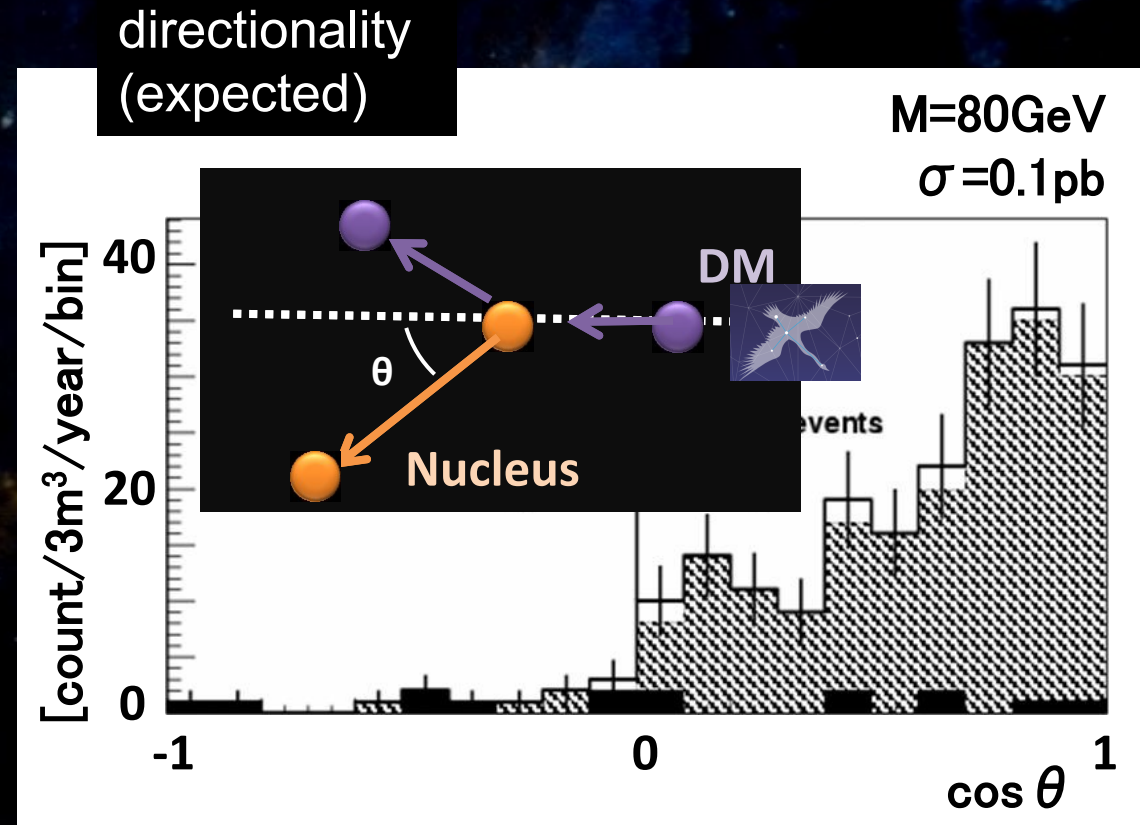 directionality
(expected)
M=80GeV
σ=0.1pb
[count/3m³/year/bin]
40
20
0
DM
θ
Nucleus
events
-1
0
1
cos θ